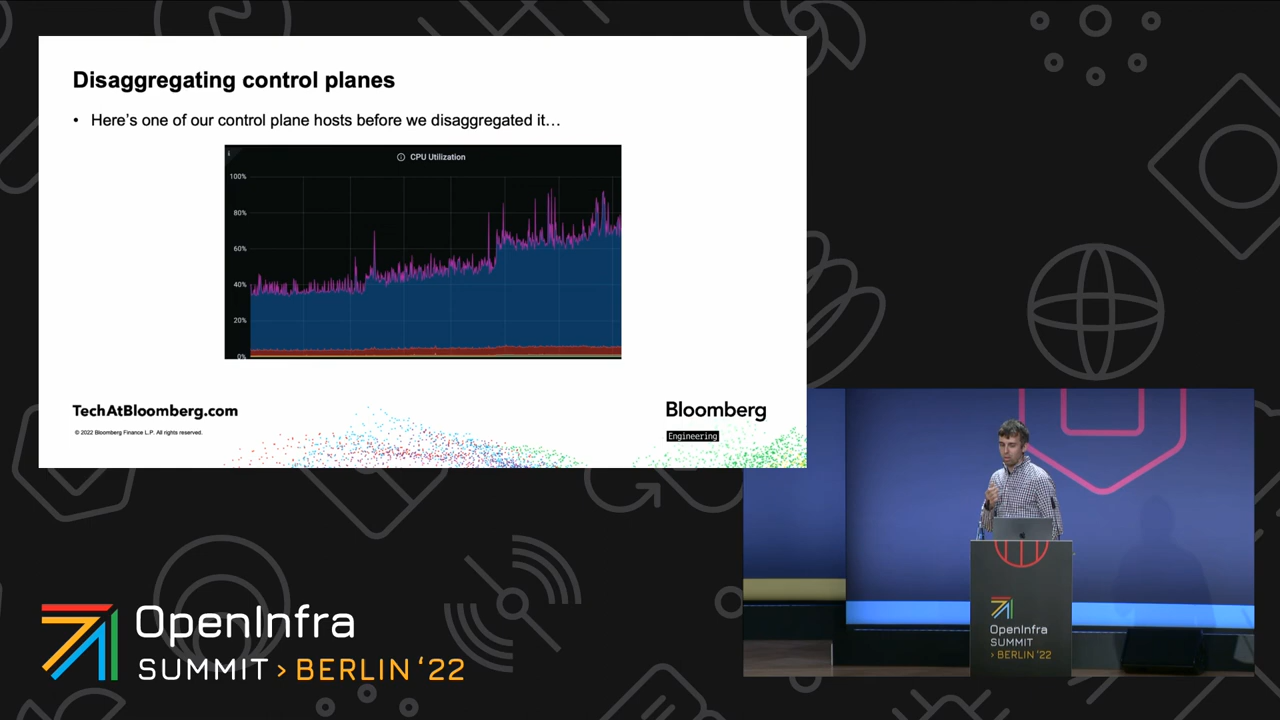 Disaggregating control planes
• Here’s one of our control plane hosts before we disaggregated it…
CPU Utilization
100%
80%
60%
40%
20%
0%
TechAtBloomberg.com
© 2022 Bloomberg Finance L.P. All rights reserved.
Bloomberg
Engineering
OpenInfra
SUMMIT > BERLIN ‘22
OpenInfra
SUMMIT
> BERLIN ‘22